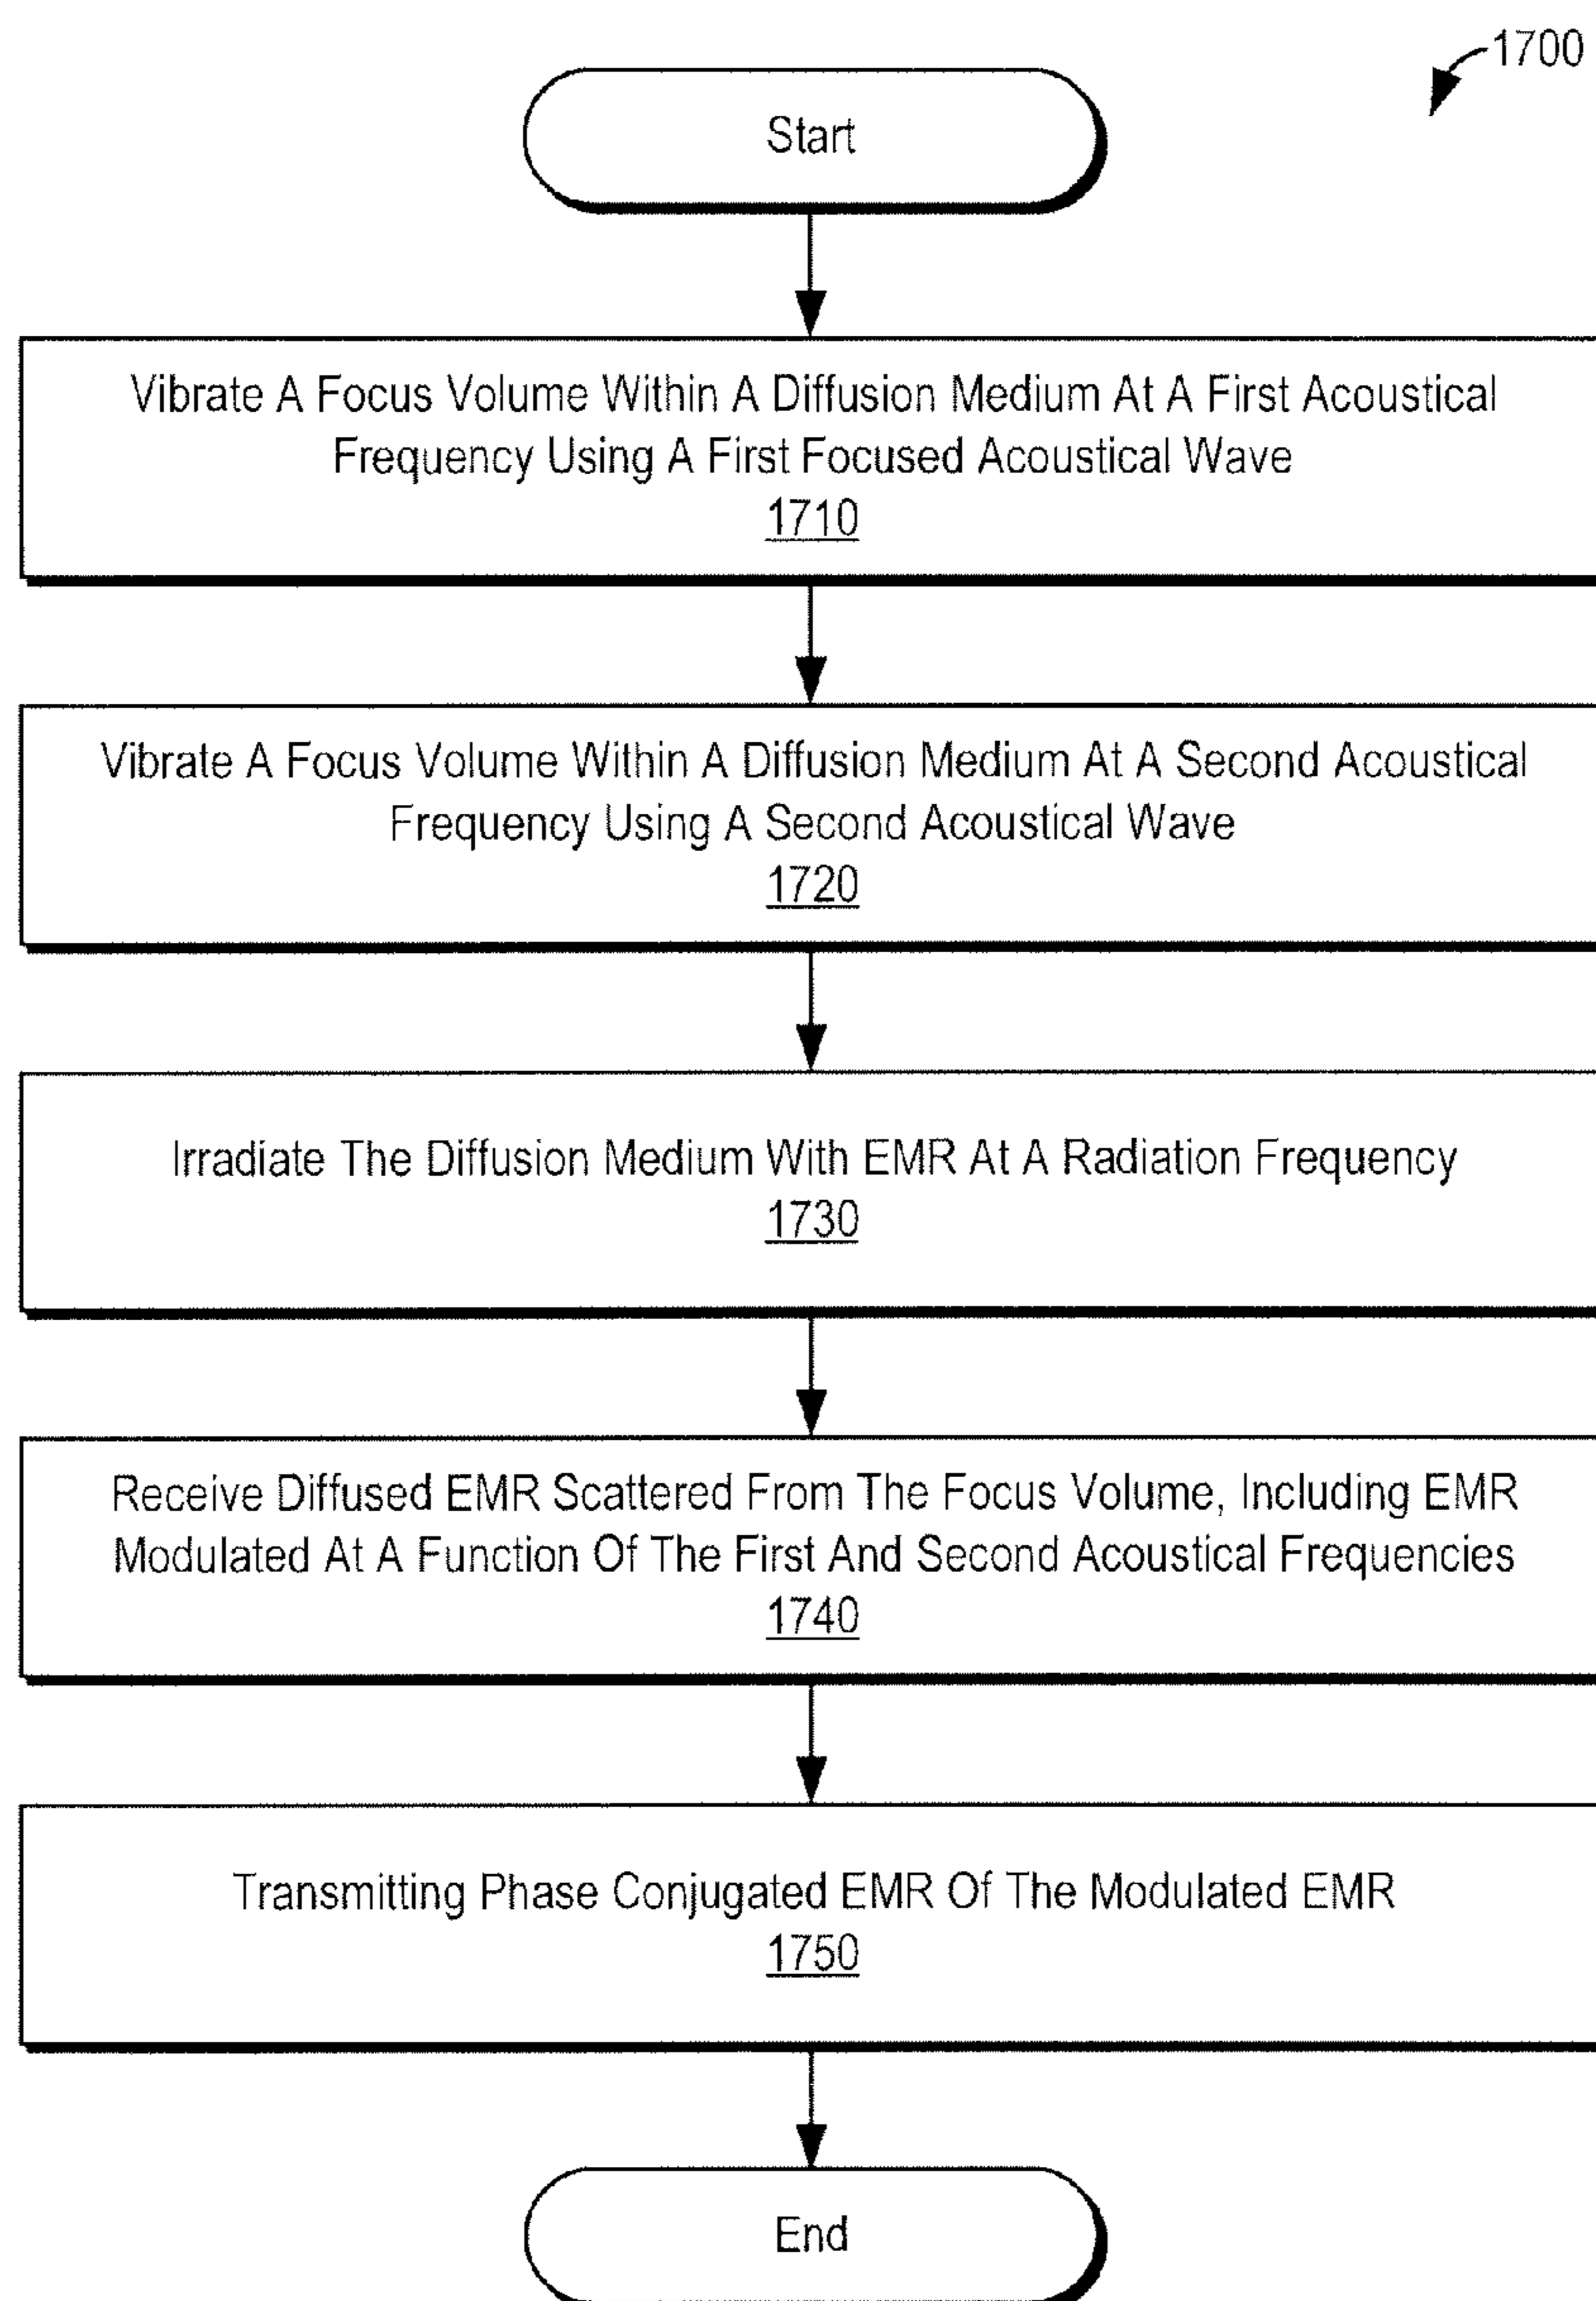 1700
Start
Vibrate A Focus Volume Within A Diffusion Medium At A First Acoustical
Frequency Using A First Focused Acoustical Wave
1710
Vibrate A Focus Volume Within A Diffusion Medium At A Second Acoustical
Frequency Using A Second Acoustical Wave
1720
Irradiate The Diffusion Medium With EMR At A Radiation Frequency
1730
Receive Diffused EMR Scattered From The Focus Volume, Including EMR
Modulated At A Function Of The First And Second Acoustical Frequencies
1740
Transmitting Phase Conjugated EMR Of The Modulated EMR
1750
End